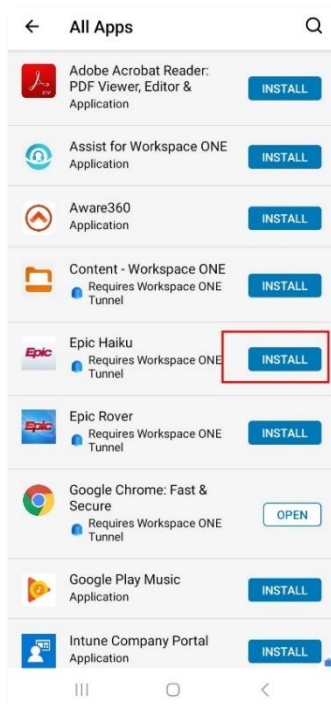 All Apps
Adobe Acrobat Reader:
PDF Viewer, Editor &
Application
INSTALL
Assist for Workspace ONE
Application
INSTALL
Aware360
Application
INSTALL
Content - Workspace ONE
Requires Workspace ONE
Tunnel
INSTALL
Epic
Epic Haiku
Requires Workspace ONE
Tunnel
INSTALL
Epic
Epic Rover
Requires Workspace ONE
Tunnel
INSTALL
Google Chrome: Fast &
Secure
Requires Workspace ONE
Tunnel
OPEN
Google Play Music
Application
INSTALL
Intune Company Portal
Application
INSTALL